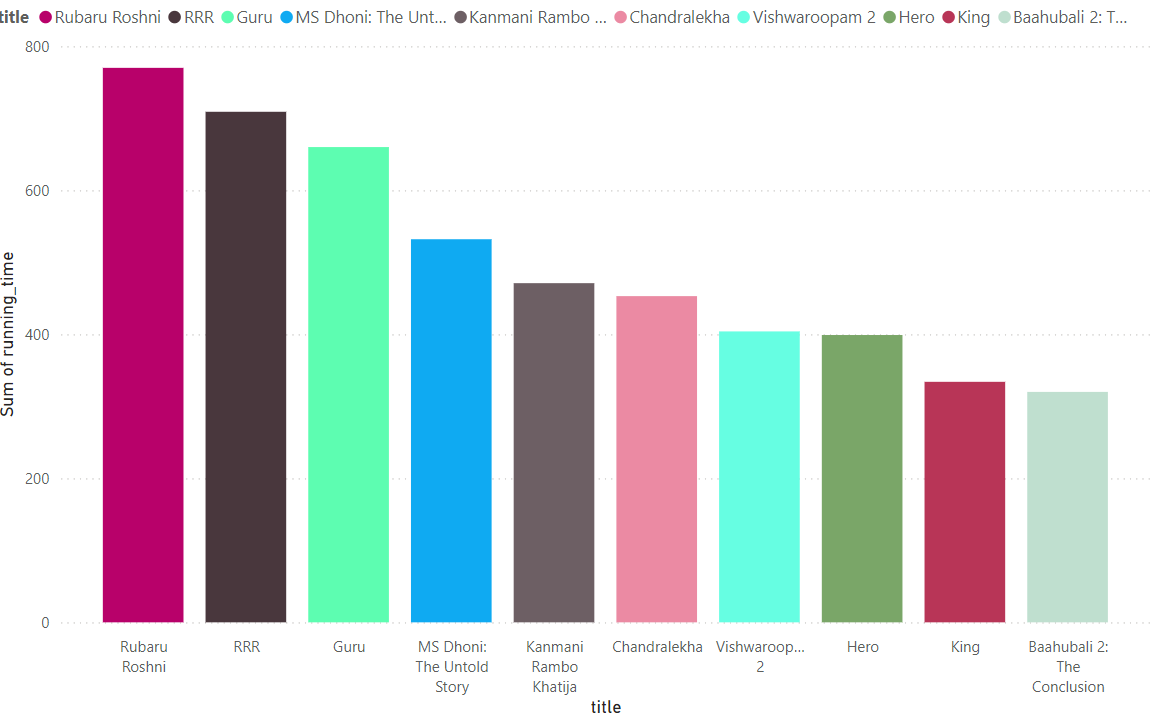 title Rubaru Roshni RRR Guru MS Dhoni: The Unt... Kanmani Rambo ... Chandralekha Vishwaroopam 2 Hero King Baahubali 2: T...
800
600
400
200
0
Sum of running_time
Rubaru
Roshni
RRR
Guru
MS Dhoni:
The Untold
Story
Kanmani
Rambo
Khatija
Chandralekha
Vishwaroop...
2
Hero
King
Baahubali 2:
The
Conclusion
title